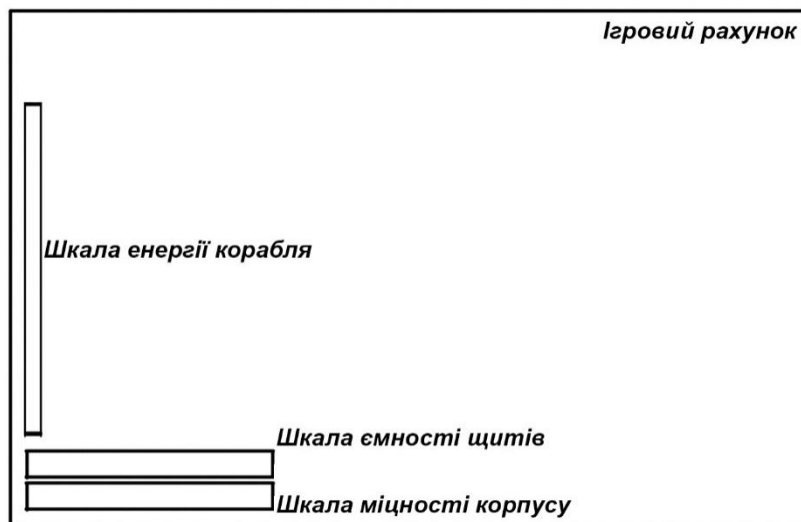 Ігровий рахунок
Шкала енергії корабля
Шкала ємності щитів
Шкала міцності корпусу